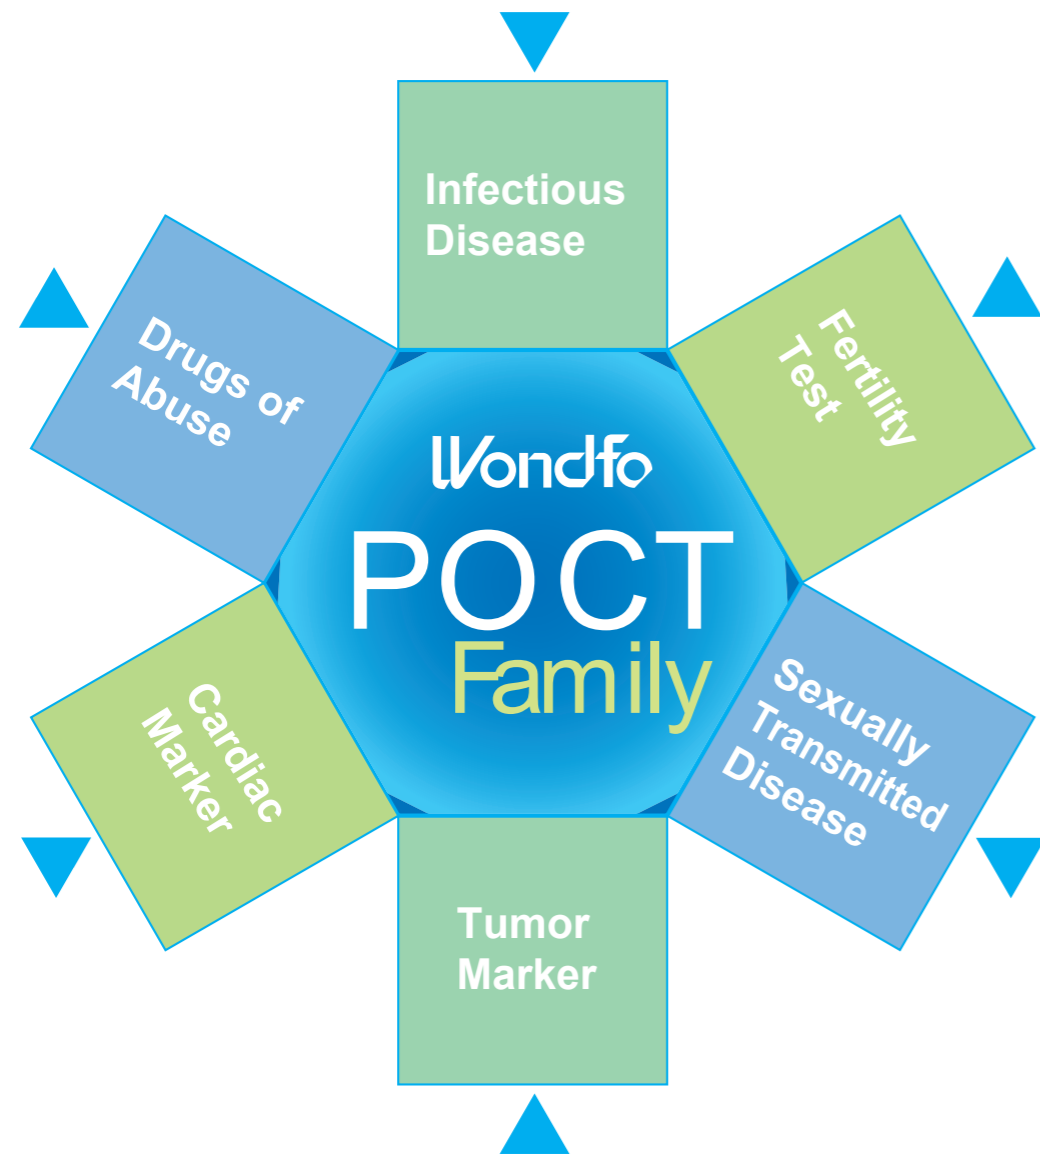 Infectious
Disease
Fertility
Test
Drugs of
Abuse
Wondfo
POCT
Family
Sexually
Transmitted
Disease
Cardiac
Marker
Tumor
Marker